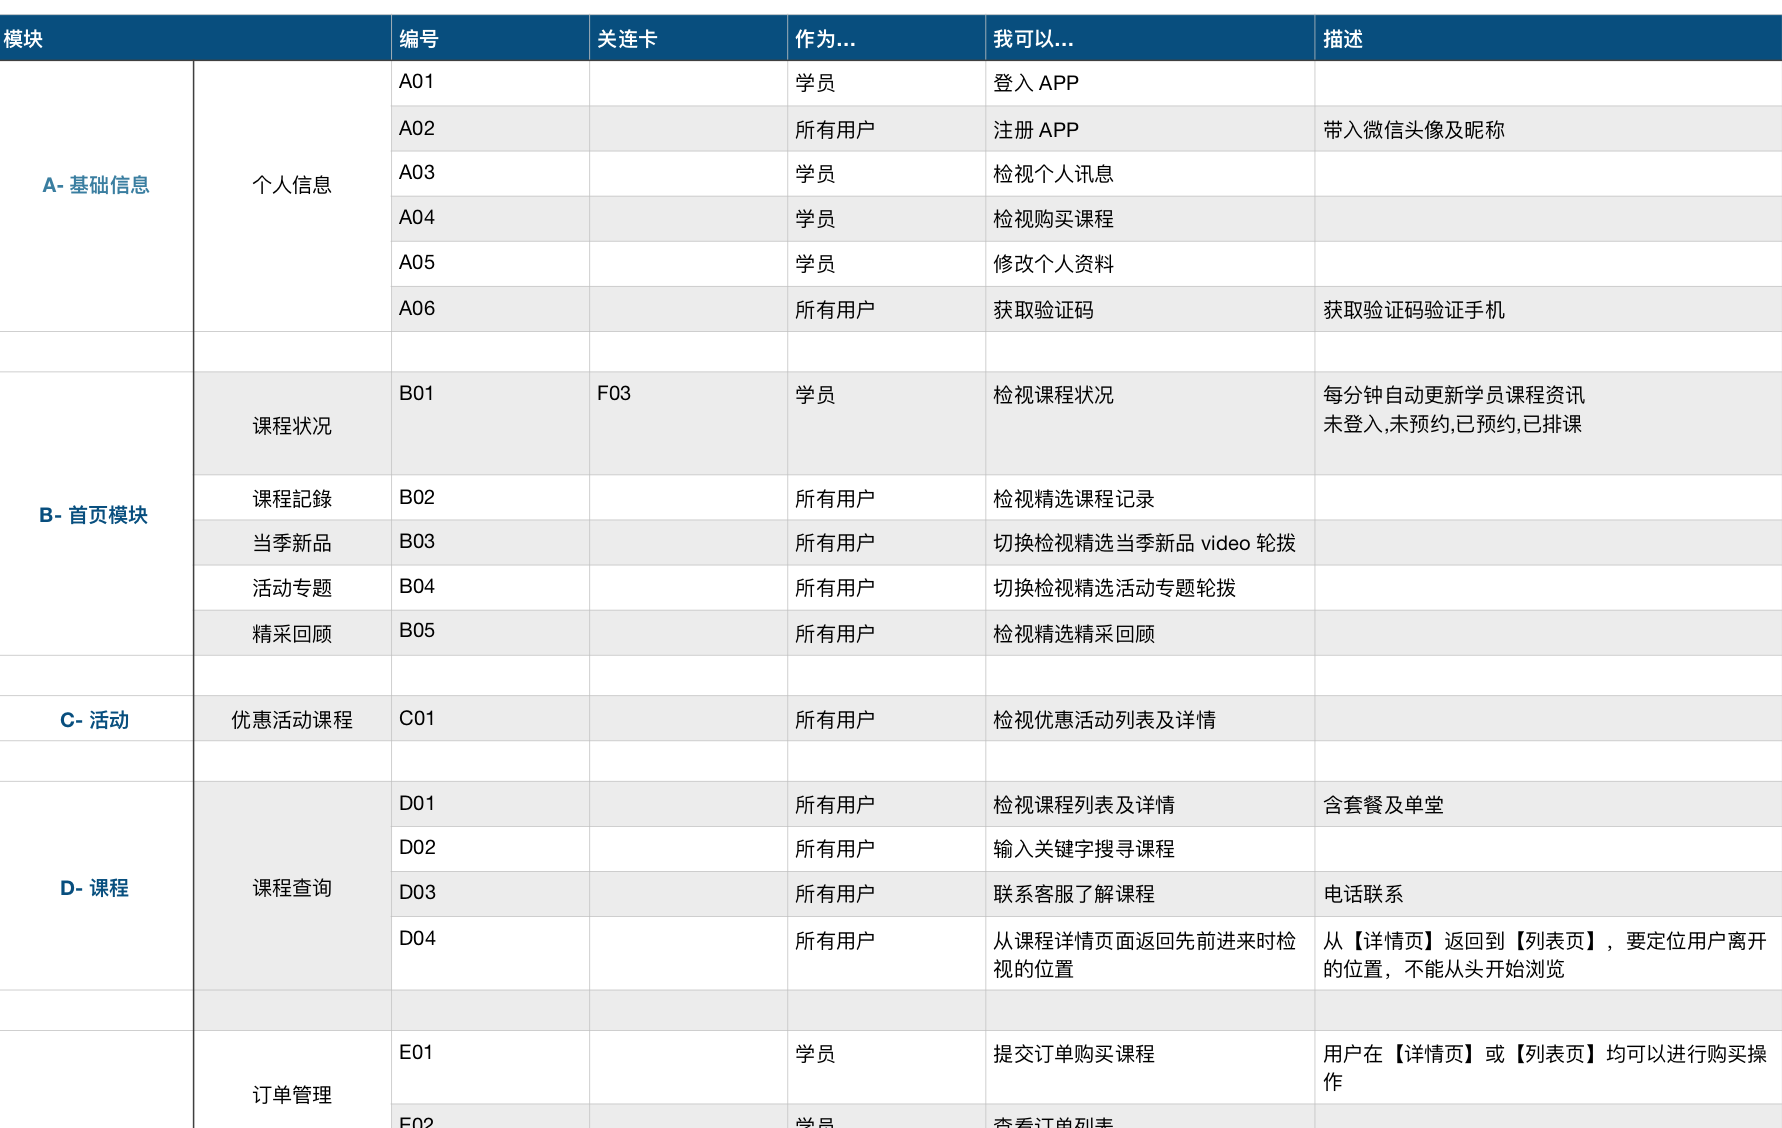 模块 编号 关连卡 作为... 我可以... 描述
A- 基础信息 个人信息
A01 学员 登入 APP
A02 所有用户 注册 APP 带入微信头像及昵称
A03 学员 检视个人讯息
A04 学员 检视购买课程
A05 学员 修改个人资料
A06 所有用户 获取验证码 获取验证码验证手机
B- 首页模块
课程状况 B01 F03 学员 检视课程状况 每分钟自动更新学员课程资讯
未登入,未预约,已预约,已排课
课程記錄 B02 所有用户 检视精选课程记录
当季新品 B03 所有用户 切换检视精选当季新品 video 轮拨
活动专题 B04 所有用户 切换检视精选活动专题轮拨
精采回顾 B05 所有用户 检视精选精采回顾
C- 活动 优惠活动课程 C01 所有用户 检视优惠活动列表及详情
D- 课程 课程查询
D01 所有用户 检视课程列表及详情 含套餐及单堂
D02 所有用户 输入关键字搜寻课程
D03 所有用户 联系客服了解课程 电话联系
D04 所有用户 从课程详情页面返回先前进来时检 从【详情页】返回到【列表页】，要定位用户离开
视的位置 的位置，不能从头开始浏览
订单管理
E01 学员 提交订单购买课程 用户在【详情页】或【列表页】均可以进行购买操
作
E02 学员 查看订单列表